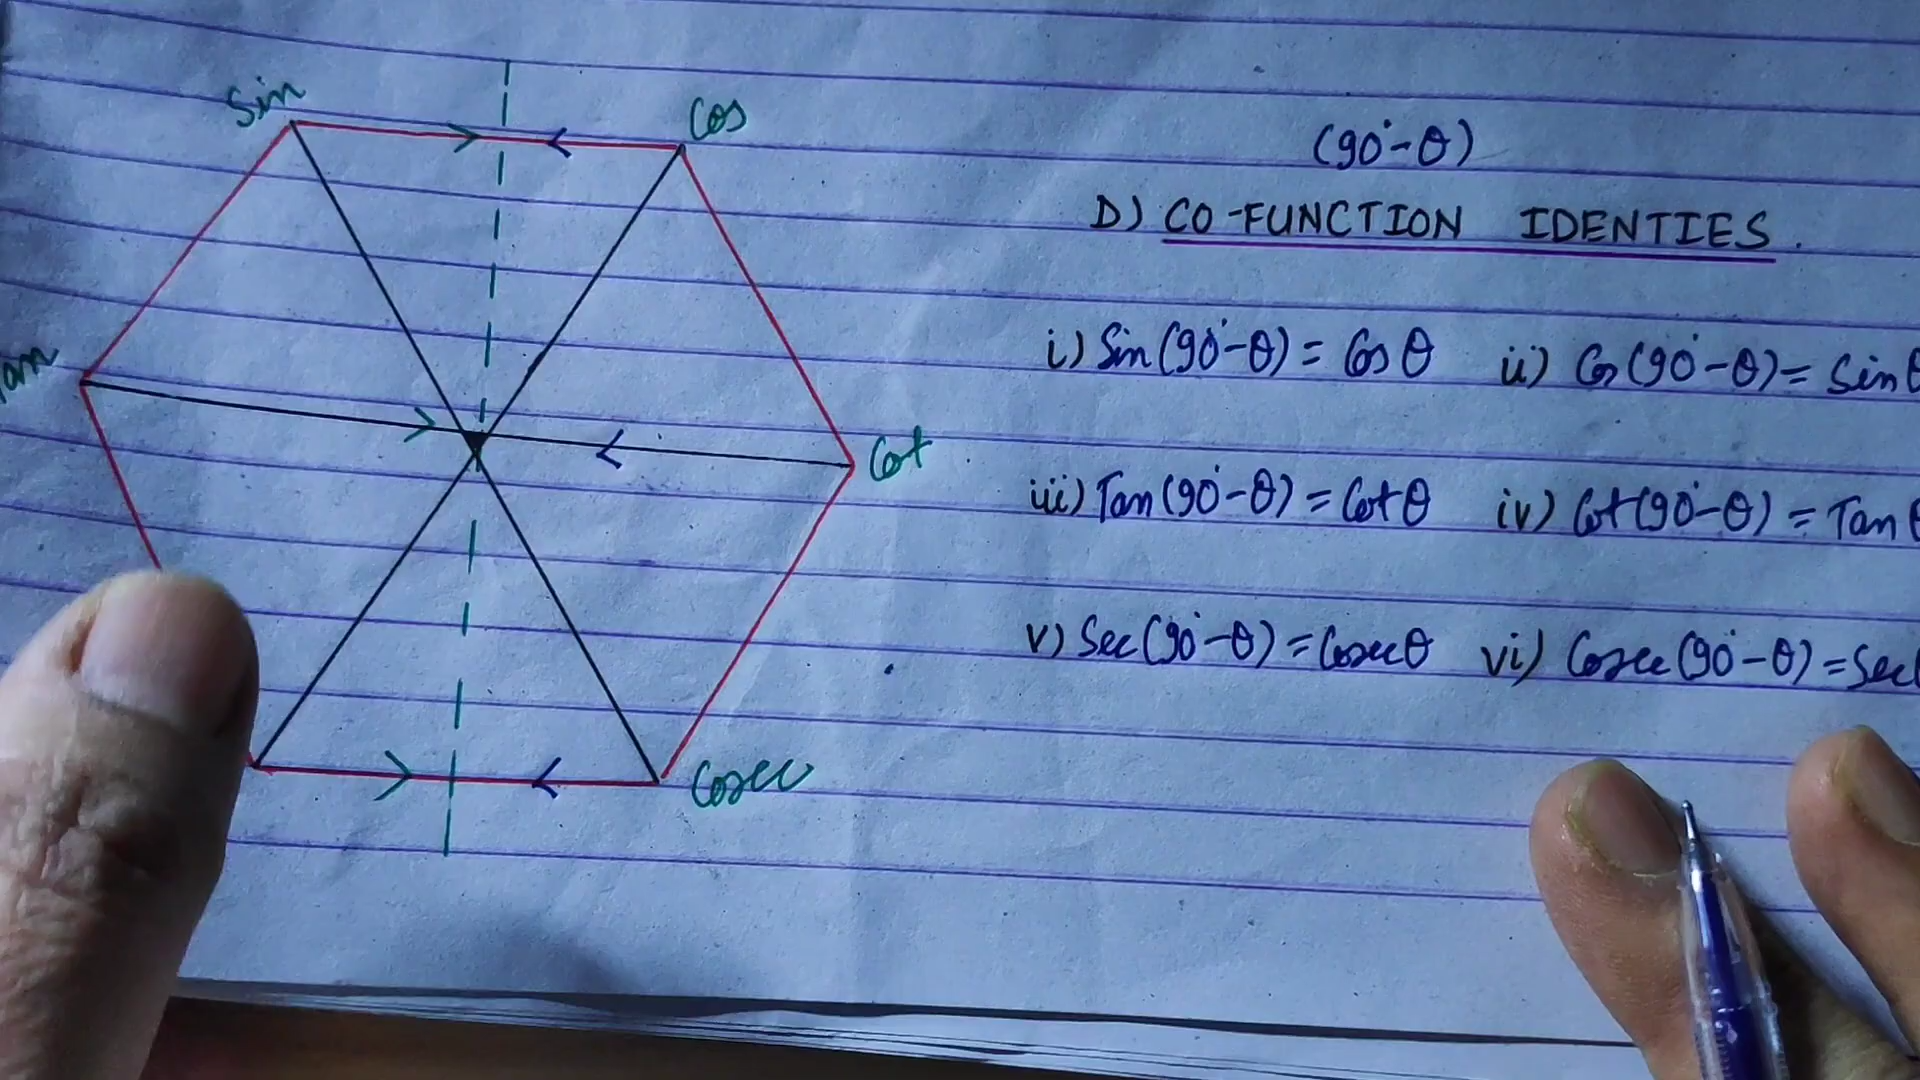 Sin
Cos
Tan
Cot
Cosec
(90°-θ)
D) CO-FUNCTION IDENTIES.
i) Sin(90°-θ) = Cos θ ii) Cos(90°-θ) = Sin θ
iii) Tan(90°-θ) = Cot θ iv) Cot(90°-θ) = Tan θ
v) Sec(90°-θ) = Cosec θ vi) Cosec(90°-θ) = Sec